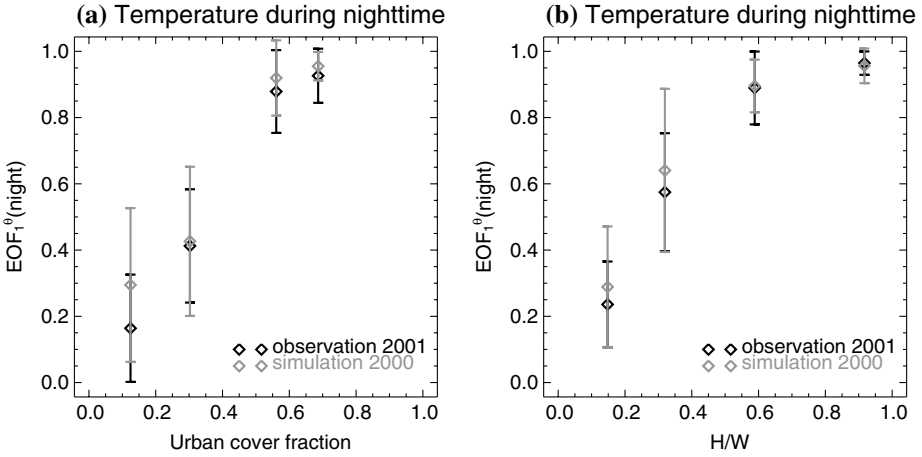 (a) Temperature during nighttime
1.0
0.8
0.6
0.4
0.2
0.0
EOF₁^θ(night)
observation 2001
simulation 2000
0.0 0.2 0.4 0.6 0.8 1.0
Urban cover fraction
(b) Temperature during nighttime
1.0
0.8
0.6
0.4
0.2
0.0
EOF₁^θ(night)
observation 2001
simulation 2000
0.0 0.2 0.4 0.6 0.8 1.0
H/W